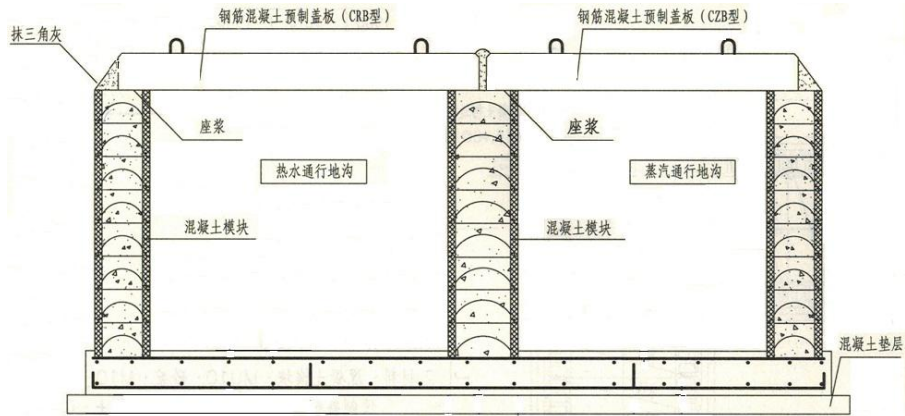 钢筋混凝土预制盖板(CRB型)
钢筋混凝土预制盖板(CZB型)
抹三角灰
座浆
座浆
热水通行地沟
蒸汽通行地沟
混凝土模块
混凝土模块
混凝土垫层